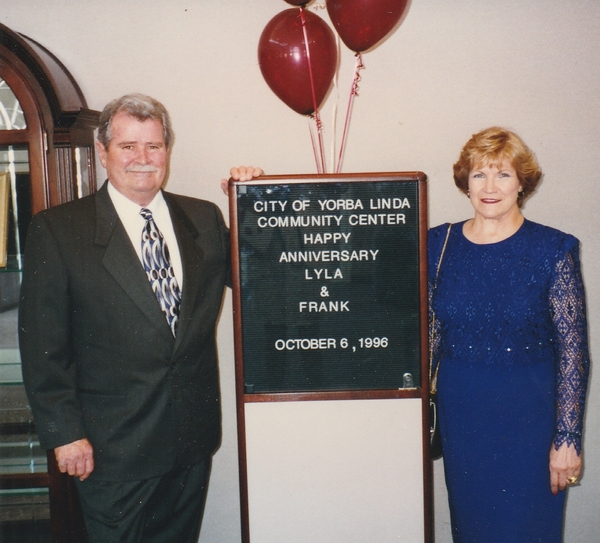 CITY OF YORBA LINDA
COMMUNITY CENTER
HAPPY
ANNIVERSARY
LYLA
&
FRANK
OCTOBER 6, 1996